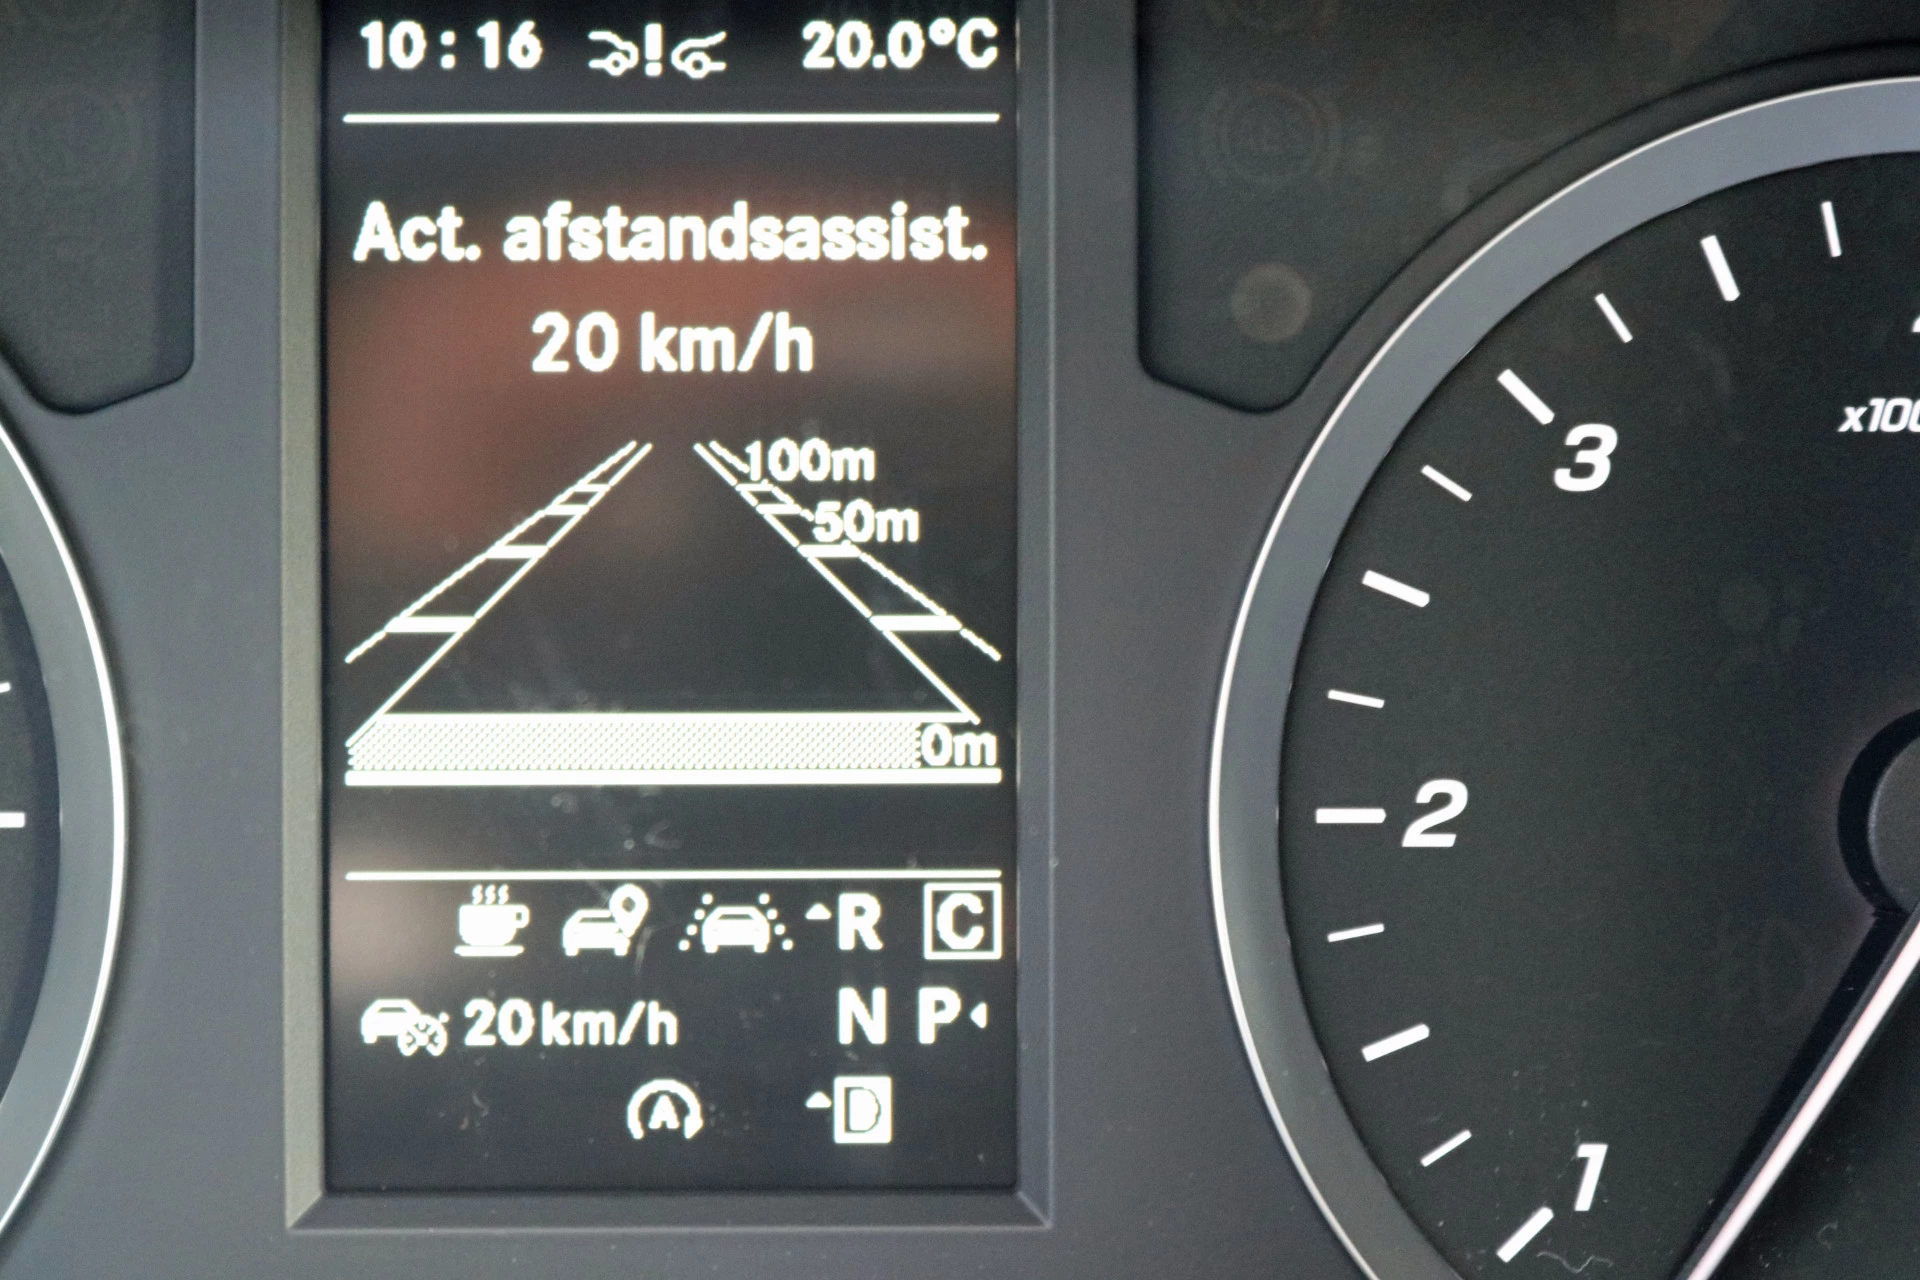 10:16 20.0°C
Act. afstandsassist.
20 km/h
100m
50m
0m
R C
20km/h N P
A D
3
x100
2
1